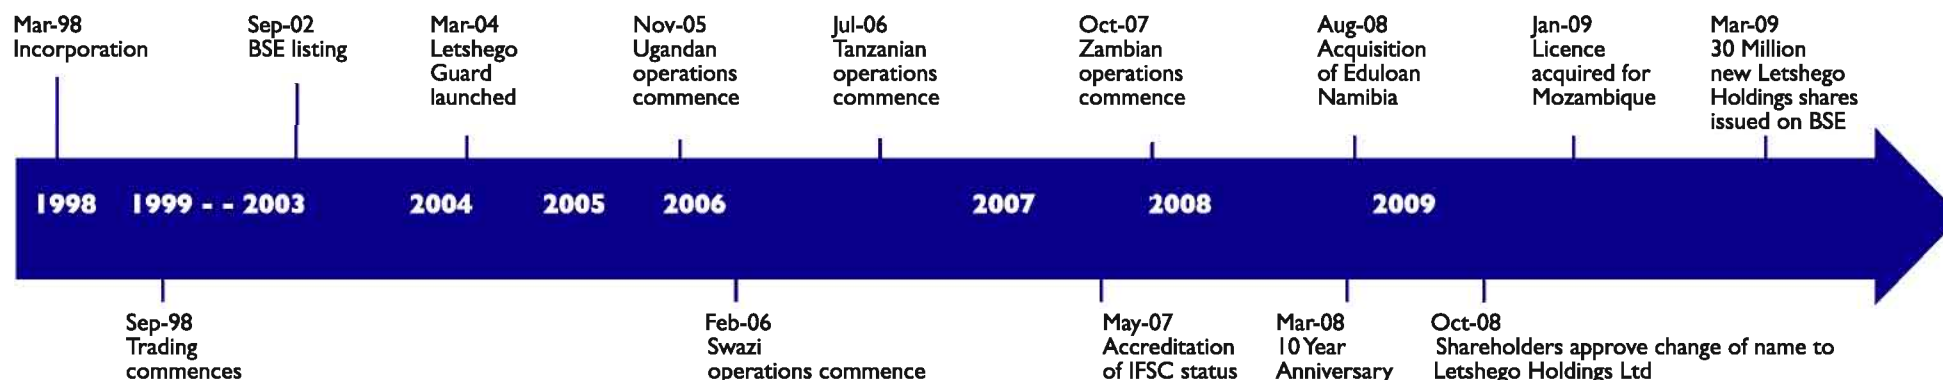 Mar-98
Incorporation
Sep-02
BSE listing
Mar-04
Letshego
Guard
launched
Nov-05
Ugandan
operations
commence
Jul-06
Tanzanian
operations
commence
Oct-07
Zambian
operations
commence
Aug-08
Acquisition
of Eduloan
Namibia
Jan-09
Licence
acquired for
Mozambique
Mar-09
30 Million
new Letshego
Holdings shares
issued on BSE
1998 1999 - - 2003 2004 2005 2006 2007 2008 2009
Sep-98
Trading
commences
Feb-06
Swazi
operations commence
May-07
Accreditation
of IFSC status
Mar-08
10 Year
Anniversary
Oct-08
Shareholders approve change of name to
Letshego Holdings Ltd